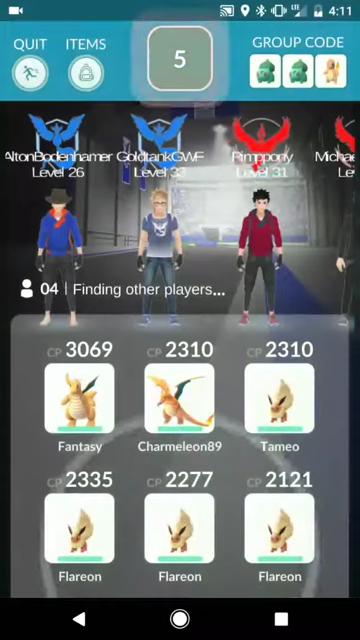 4:11
QUIT
ITEMS
5
GROUP CODE
AltonBodenhamer
Level 26
GoldtankGWF
Level 33
Pimppony
Level 31
Michae
Le
04 | Finding other players...
CP 3069
CP 2310
CP 2310
Fantasy
Charmeleon89
Tameo
CP 2335
CP 2277
CP 2121
Flareon
Flareon
Flareon